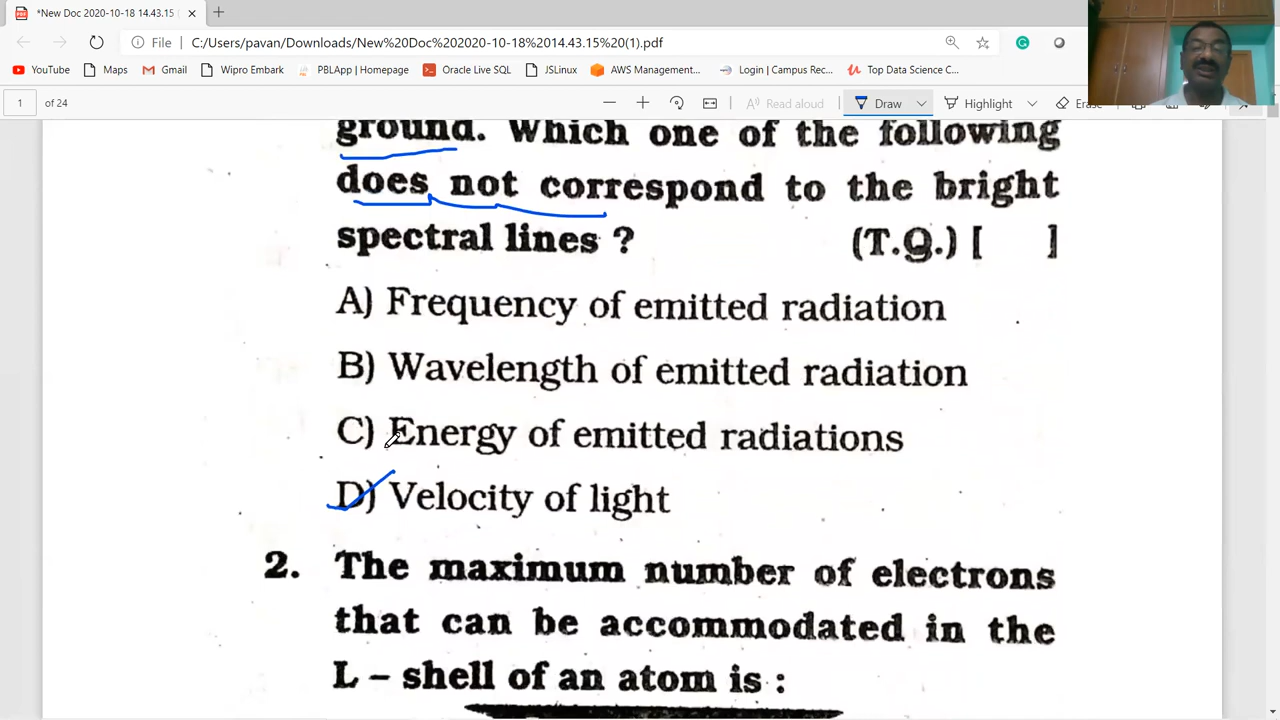 *New Doc 2020-10-18 14.43.15
File
C:/Users/pavan/Downloads/New%20Doc%202020-10-18%2014.43.15%20(1).pdf
YouTube Maps Gmail Wipro Embark PBLApp | Homepage Oracle Live SQL JSLinux AWS Management... Login | Campus Rec... Top Data Science C...
1 of 24 Read aloud Draw Highlight Erase
ground. Which one of the following
does not correspond to the bright
spectral lines ? (T.Q.) [ ]
A) Frequency of emitted radiation
B) Wavelength of emitted radiation
C) Energy of emitted radiations
D) Velocity of light
2. The maximum number of electrons
that can be accommodated in the
L – shell of an atom is :